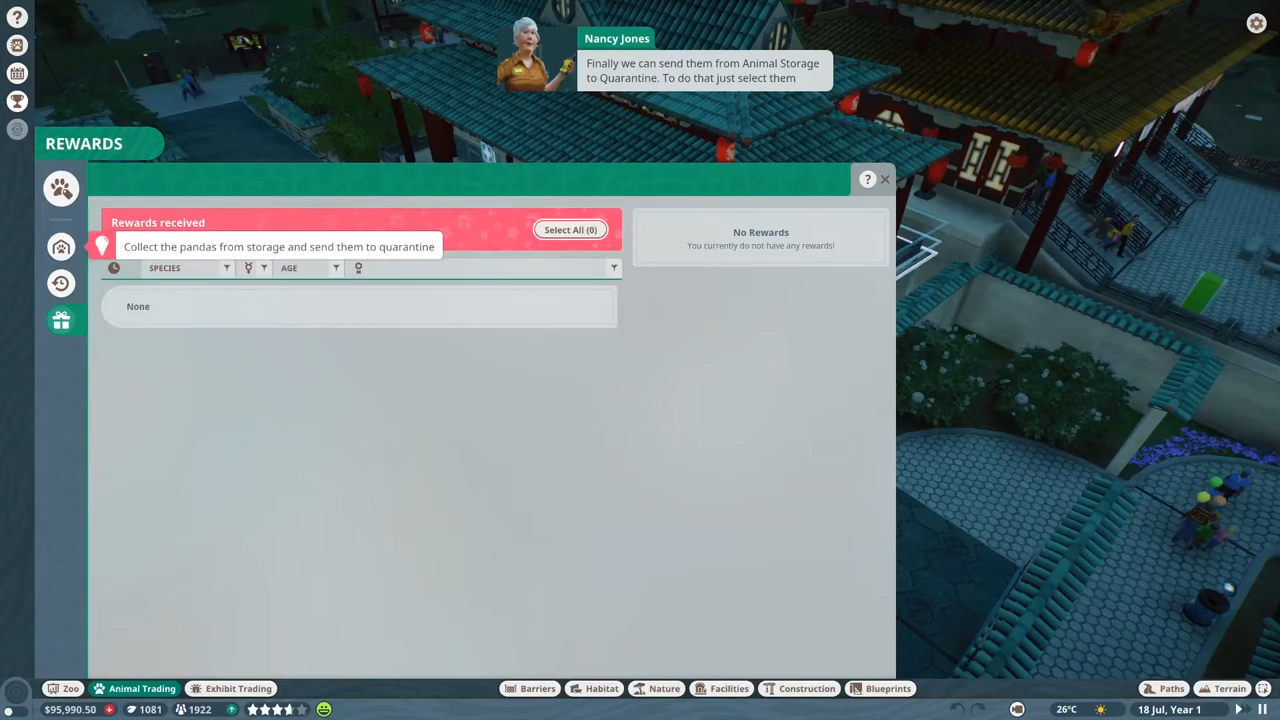 Nancy Jones
Finally we can send them from Animal Storage
to Quarantine. To do that just select them
REWARDS
?
Rewards received
Select All (0)
Collect the pandas from storage and send them to quarantine
SPECIES
AGE
None
No Rewards
You currently do not have any rewards!
Zoo
Animal Trading
Exhibit Trading
Barriers
Habitat
Nature
Facilities
Construction
Blueprints
Paths
Terrain
$95,990.50
1081
1922
26°C
18 Jul, Year 1